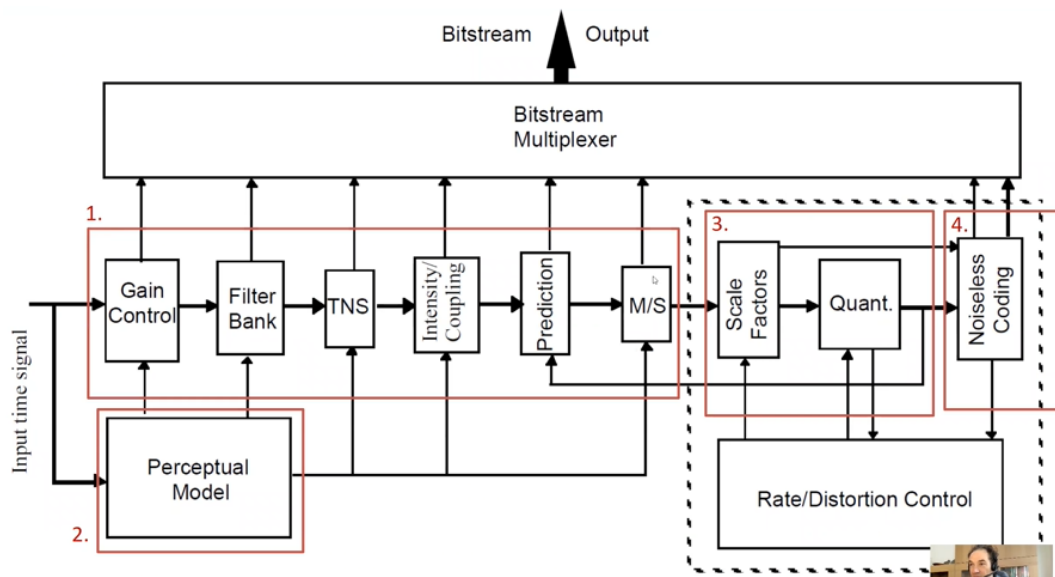 Bitstream Output
Bitstream
Multiplexer
1.
3.
4.
Gain
Control
Filter
Bank
TNS
Intensity/
Coupling
Prediction
M/S
Scale
Factors
Quant.
Noiseless
Coding
Input time signal
Perceptual
Model
2.
Rate/Distortion Control